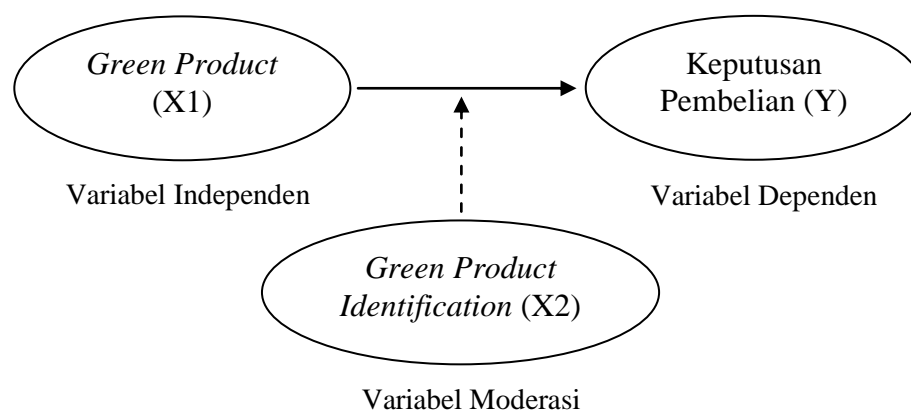 Green Product
(X1)
Keputusan
Pembelian (Y)
Variabel Independen
Variabel Dependen
Green Product
Identification (X2)
Variabel Moderasi